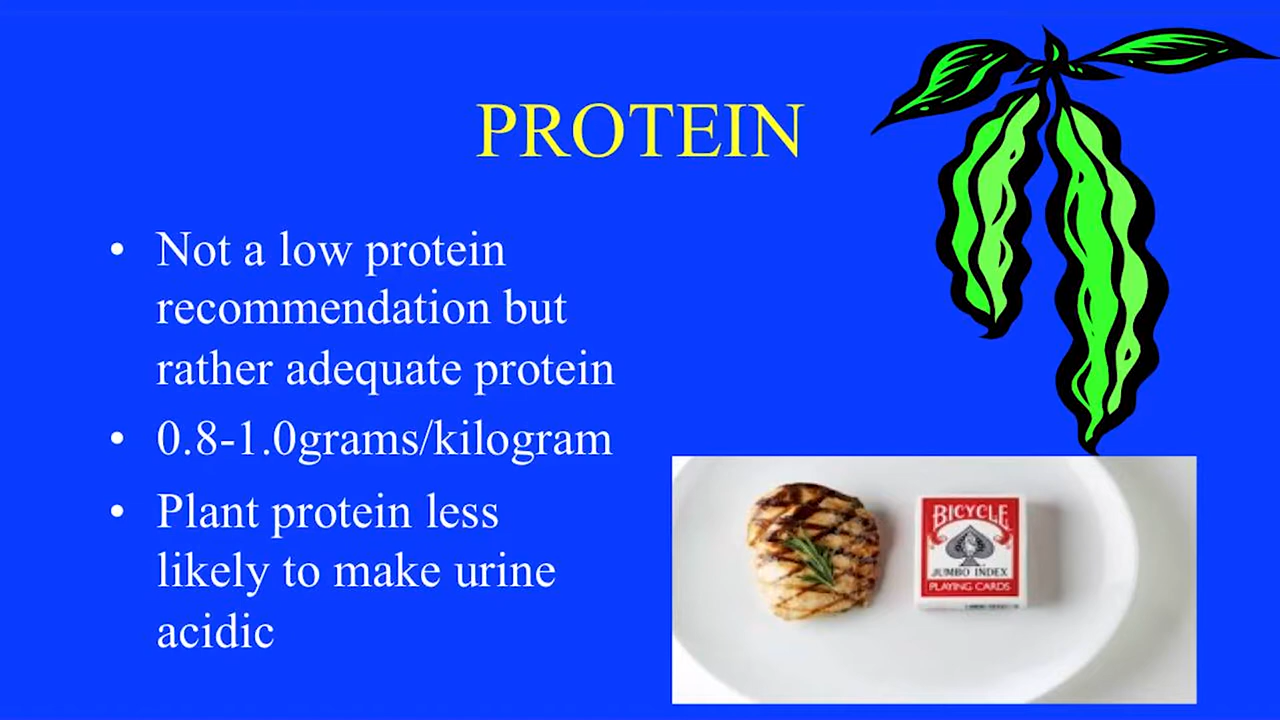 PROTEIN
• Not a low protein
recommendation but
rather adequate protein
• 0.8-1.0grams/kilogram
• Plant protein less
likely to make urine
acidic
BICYCLE
JUMBO INDEX
PLAYING CARDS